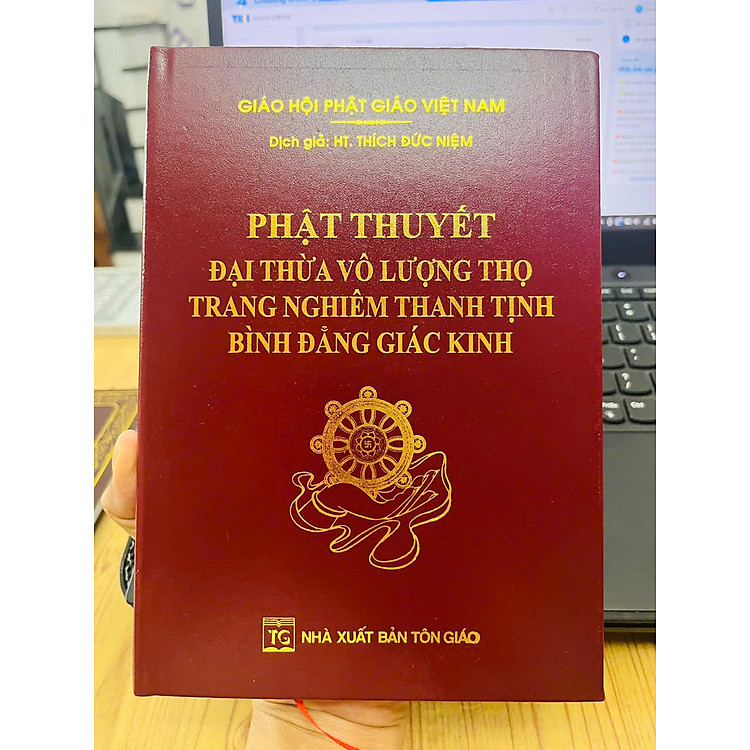 GIÁO HỘI PHẬT GIÁO VIỆT NAM
Dịch giả: HT. THÍCH ĐỨC NIỆM
PHẬT THUYẾT
ĐẠI THỪA VÔ LƯỢNG THỌ
TRANG NGHIÊM THANH TỊNH
BÌNH ĐẲNG GIÁC KINH
TG NHÀ XUẤT BẢN TÔN GIÁO